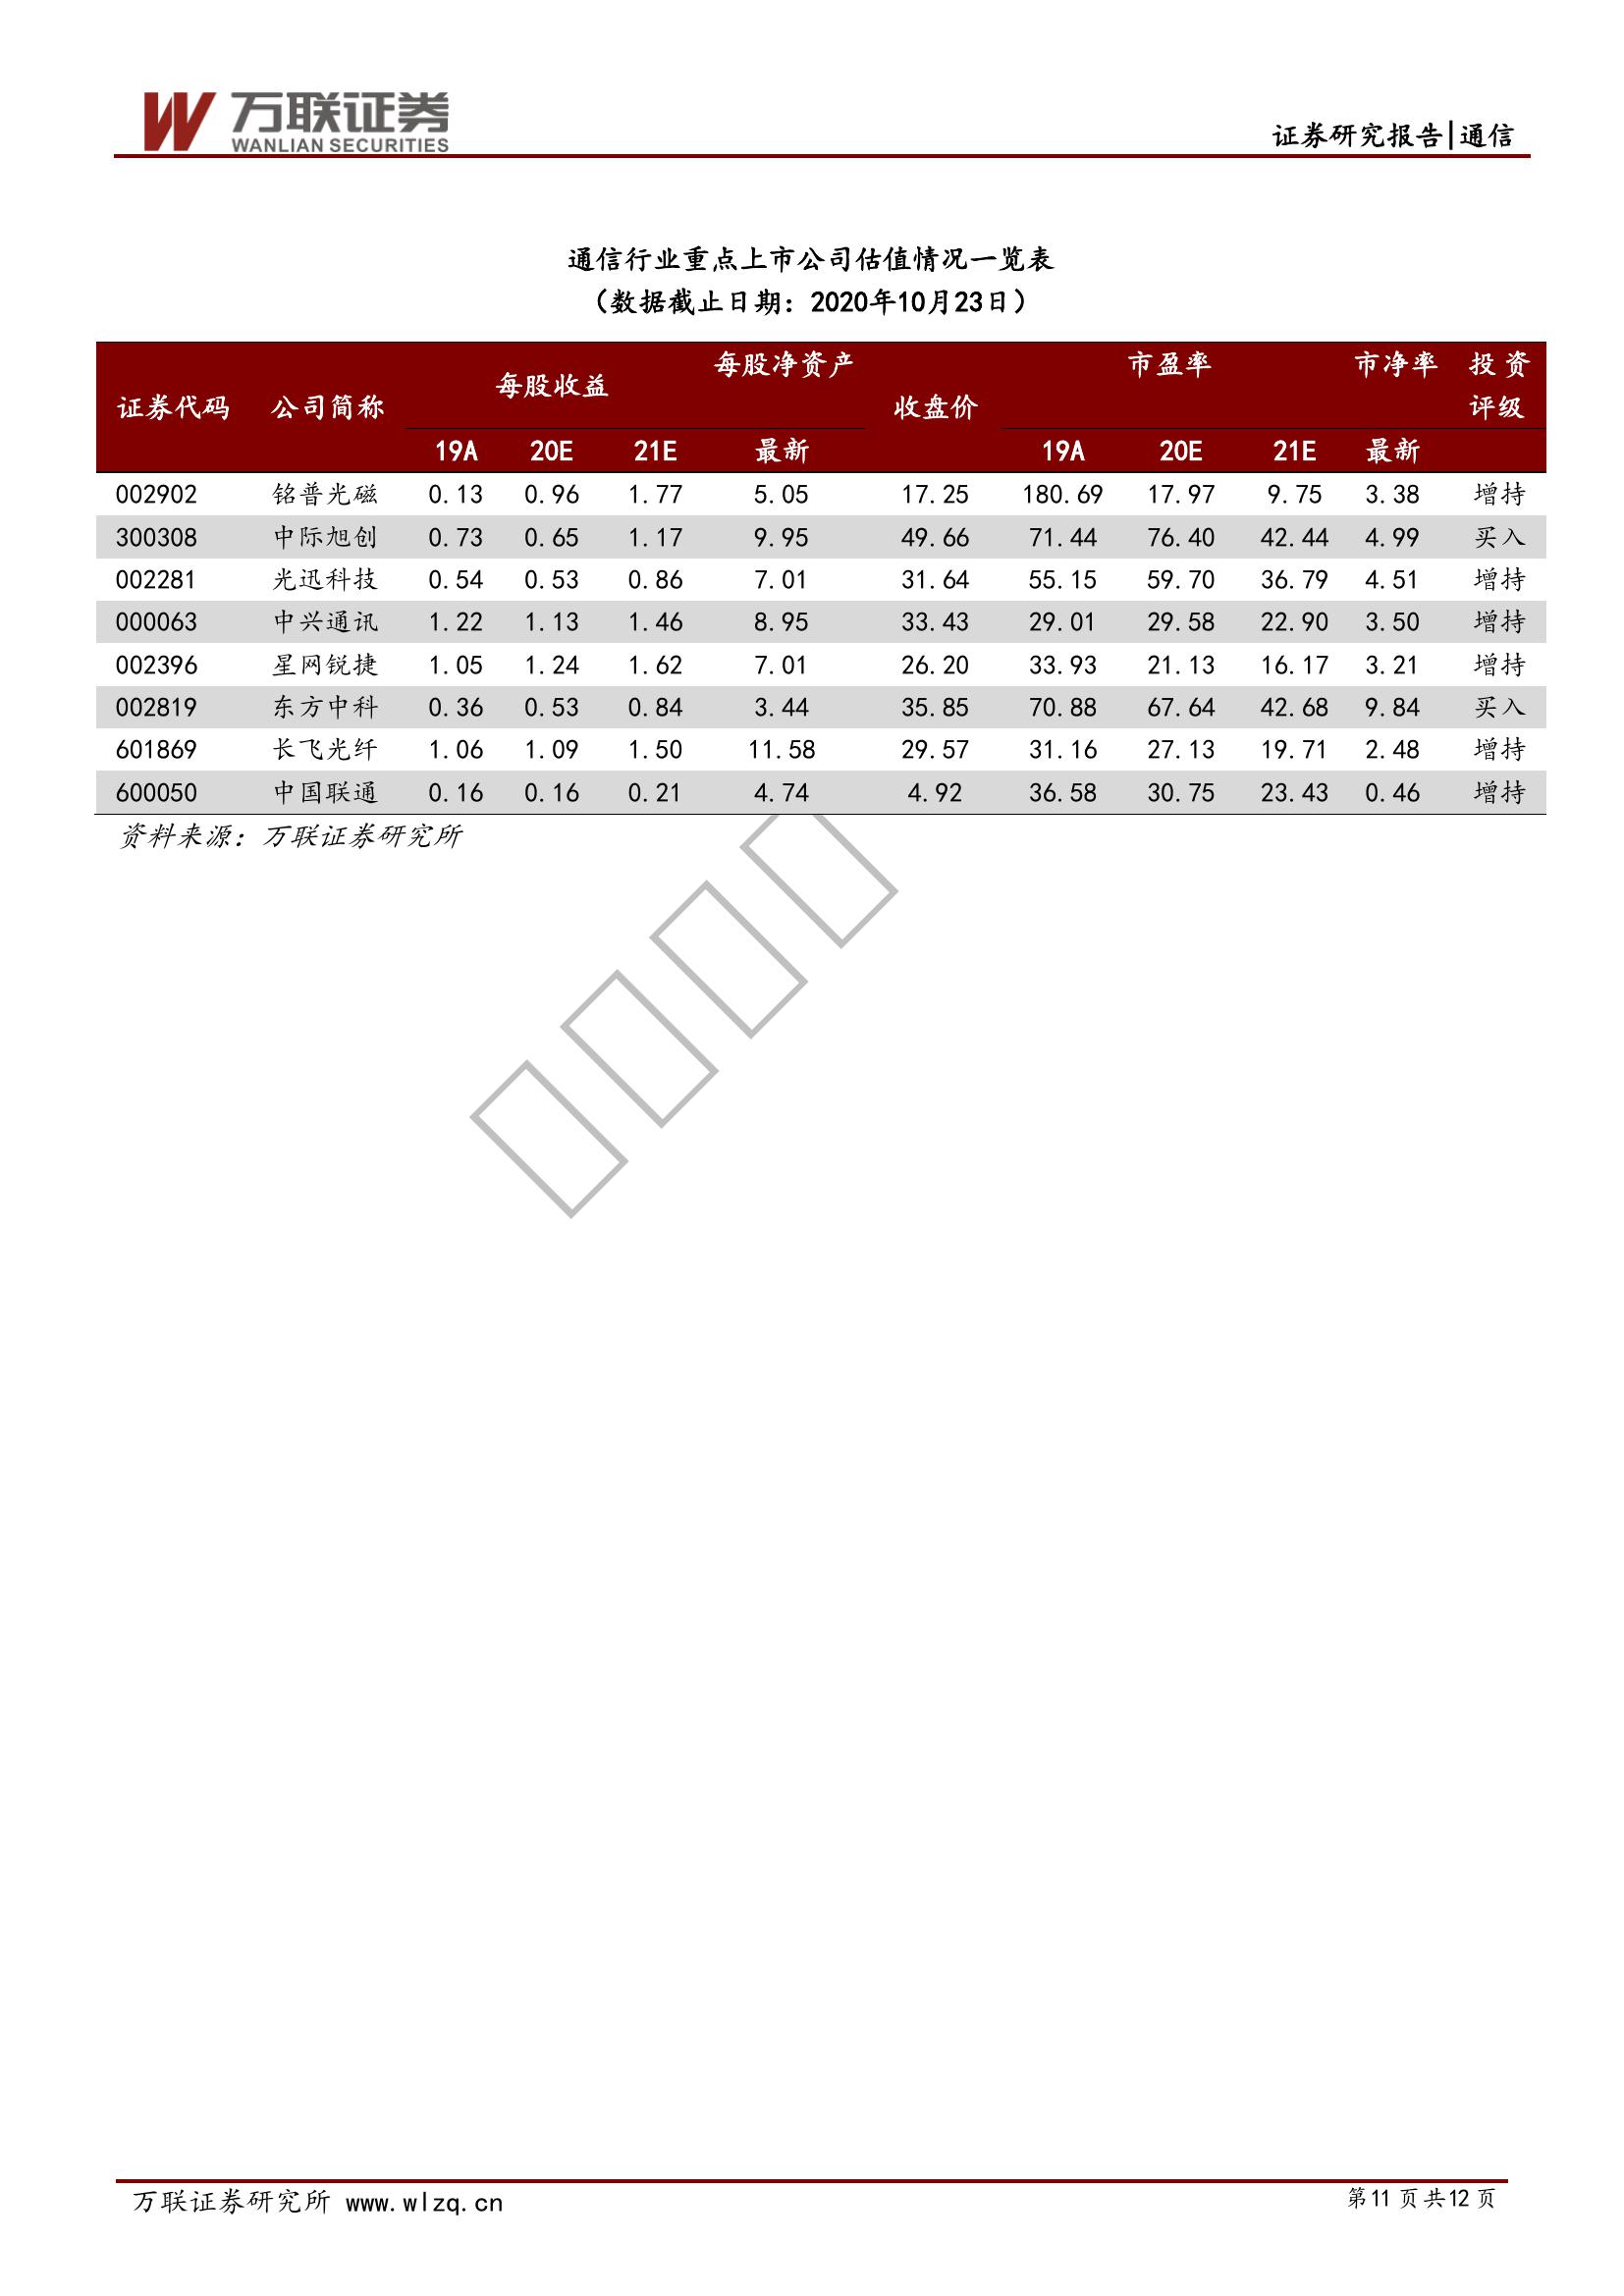 万联证券
WANLIAN SECURITIES
证券研究报告|通信
通信行业重点上市公司估值情况一览表
（数据截止日期：2020年10月23日）
证券代码 公司简称 每股收益 每股净资产 收盘价 市盈率 市净率 投资评级
19A 20E 21E 最新 19A 20E 21E 最新
002902 铭普光磁 0.13 0.96 1.77 5.05 17.25 180.69 17.97 9.75 3.38 增持
300308 中际旭创 0.73 0.65 1.17 9.95 49.66 71.44 76.40 42.44 4.99 买入
002281 光迅科技 0.54 0.53 0.86 7.01 31.64 55.15 59.70 36.79 4.51 增持
000063 中兴通讯 1.22 1.13 1.46 8.95 33.43 29.01 29.58 22.90 3.50 增持
002396 星网锐捷 1.05 1.24 1.62 7.01 26.20 33.93 21.13 16.17 3.21 增持
002819 东方中科 0.36 0.53 0.84 3.44 35.85 70.88 67.64 42.68 9.84 买入
601869 长飞光纤 1.06 1.09 1.50 11.58 29.57 31.16 27.13 19.71 2.48 增持
600050 中国联通 0.16 0.16 0.21 4.74 4.92 36.58 30.75 23.43 0.46 增持
资料来源：万联证券研究所
万联证券研究所 www.wlzq.cn 第11 页 共12 页